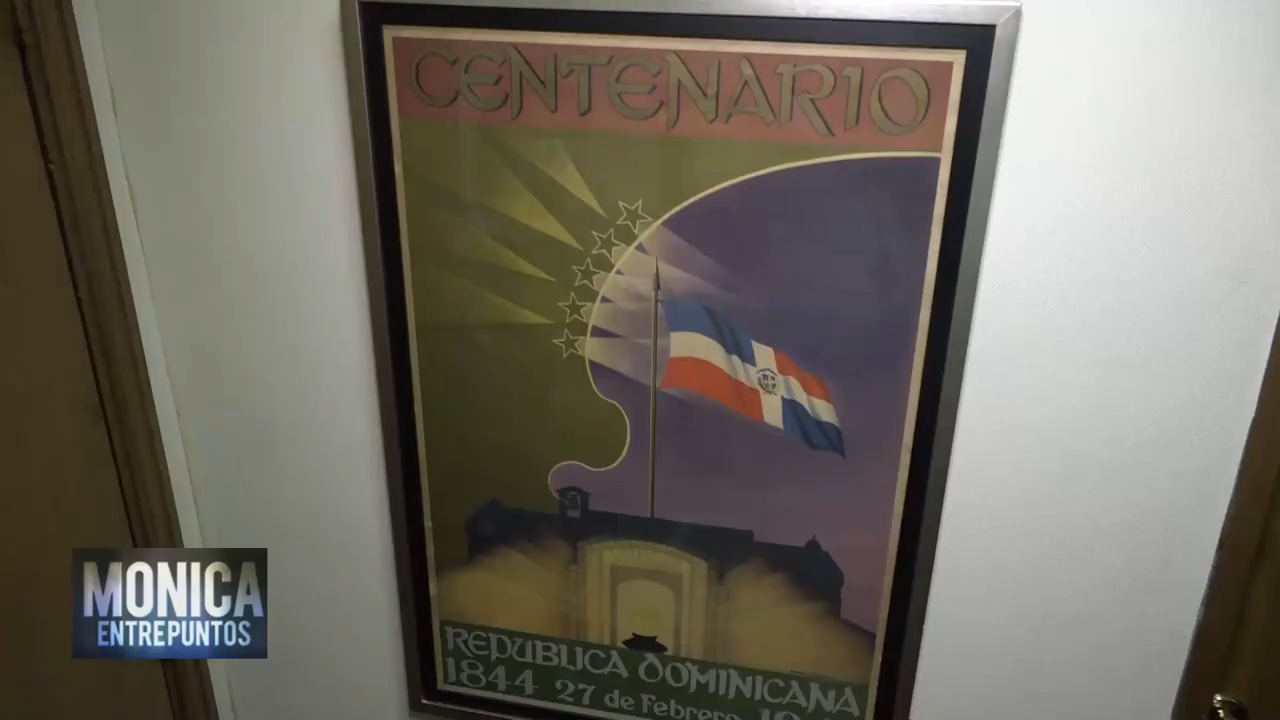 CENTENARIO
REPUBLICA DOMINICANA
1844 27 de Febrero
MONICA
ENTREPUNTOS